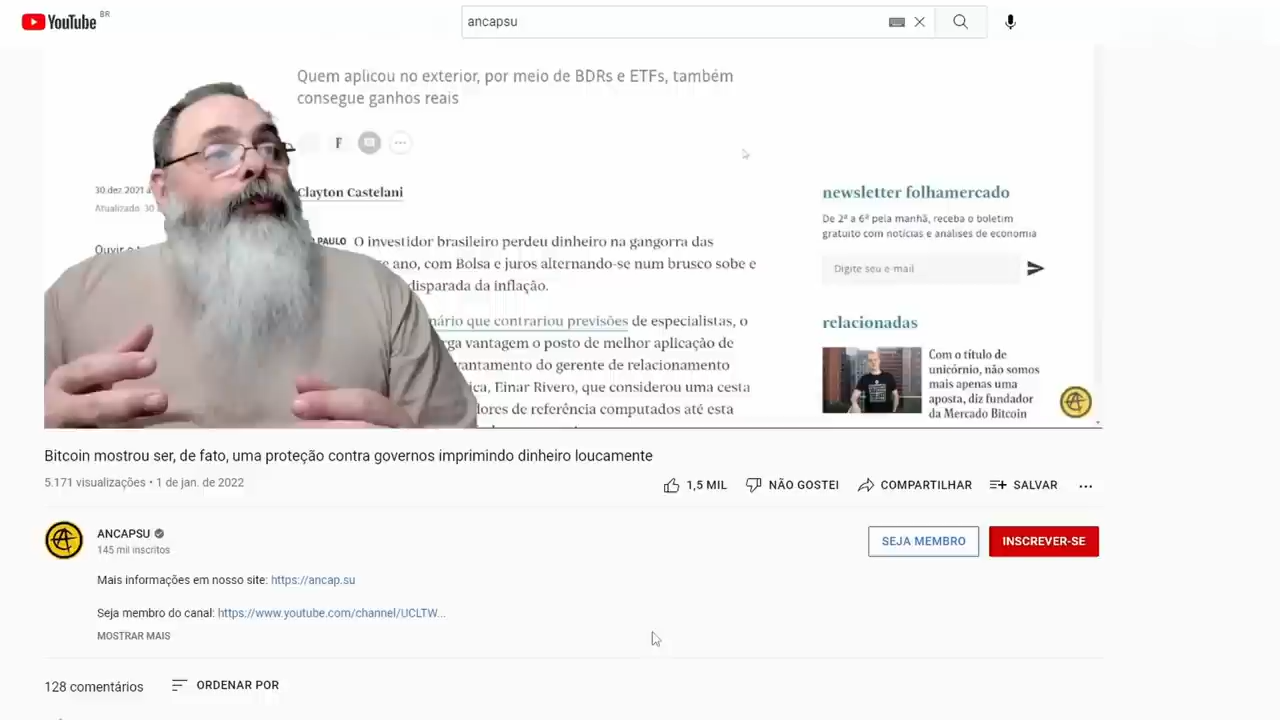 YouTube BR
ancapsu
Quem aplicou no exterior, por meio de BDRs e ETFs, também
consegue ganhos reais
F
30.dez.2021
Atualizado 30
Clayton Castelani
Ouvir o
PAULO O investidor brasileiro perdeu dinheiro na gangorra das
ano, com Bolsa e juros alternando-se num brusco sobe e
disparada da inflação.
nário que contrariou previsões de especialistas, o
rga vantagem o posto de melhor aplicação de
vantamento do gerente de relacionamento
ica, Einar Rivero, que considerou uma cesta
dores de referência computados até esta
newsletter folhamercado
De 2ª a 6ª pela manhã, receba o boletim
gratuito com notícias e análises de economia
Digite seu e-mail
relacionadas
Com o título de
unicórnio, não somos
mais apenas uma
aposta, diz fundador
da Mercado Bitcoin
Bitcoin mostrou ser, de fato, uma proteção contra governos imprimindo dinheiro loucamente
5.171 visualizações • 1 de jan. de 2022
1,5 MIL
NÃO GOSTEI
COMPARTILHAR
SALVAR
ANCAPSU
145 mil inscritos
SEJA MEMBRO
INSCREVER-SE
Mais informações em nosso site: https://ancap.su
Seja membro do canal: https://www.youtube.com/channel/UCLTW...
MOSTRAR MAIS
128 comentários
ORDENAR POR